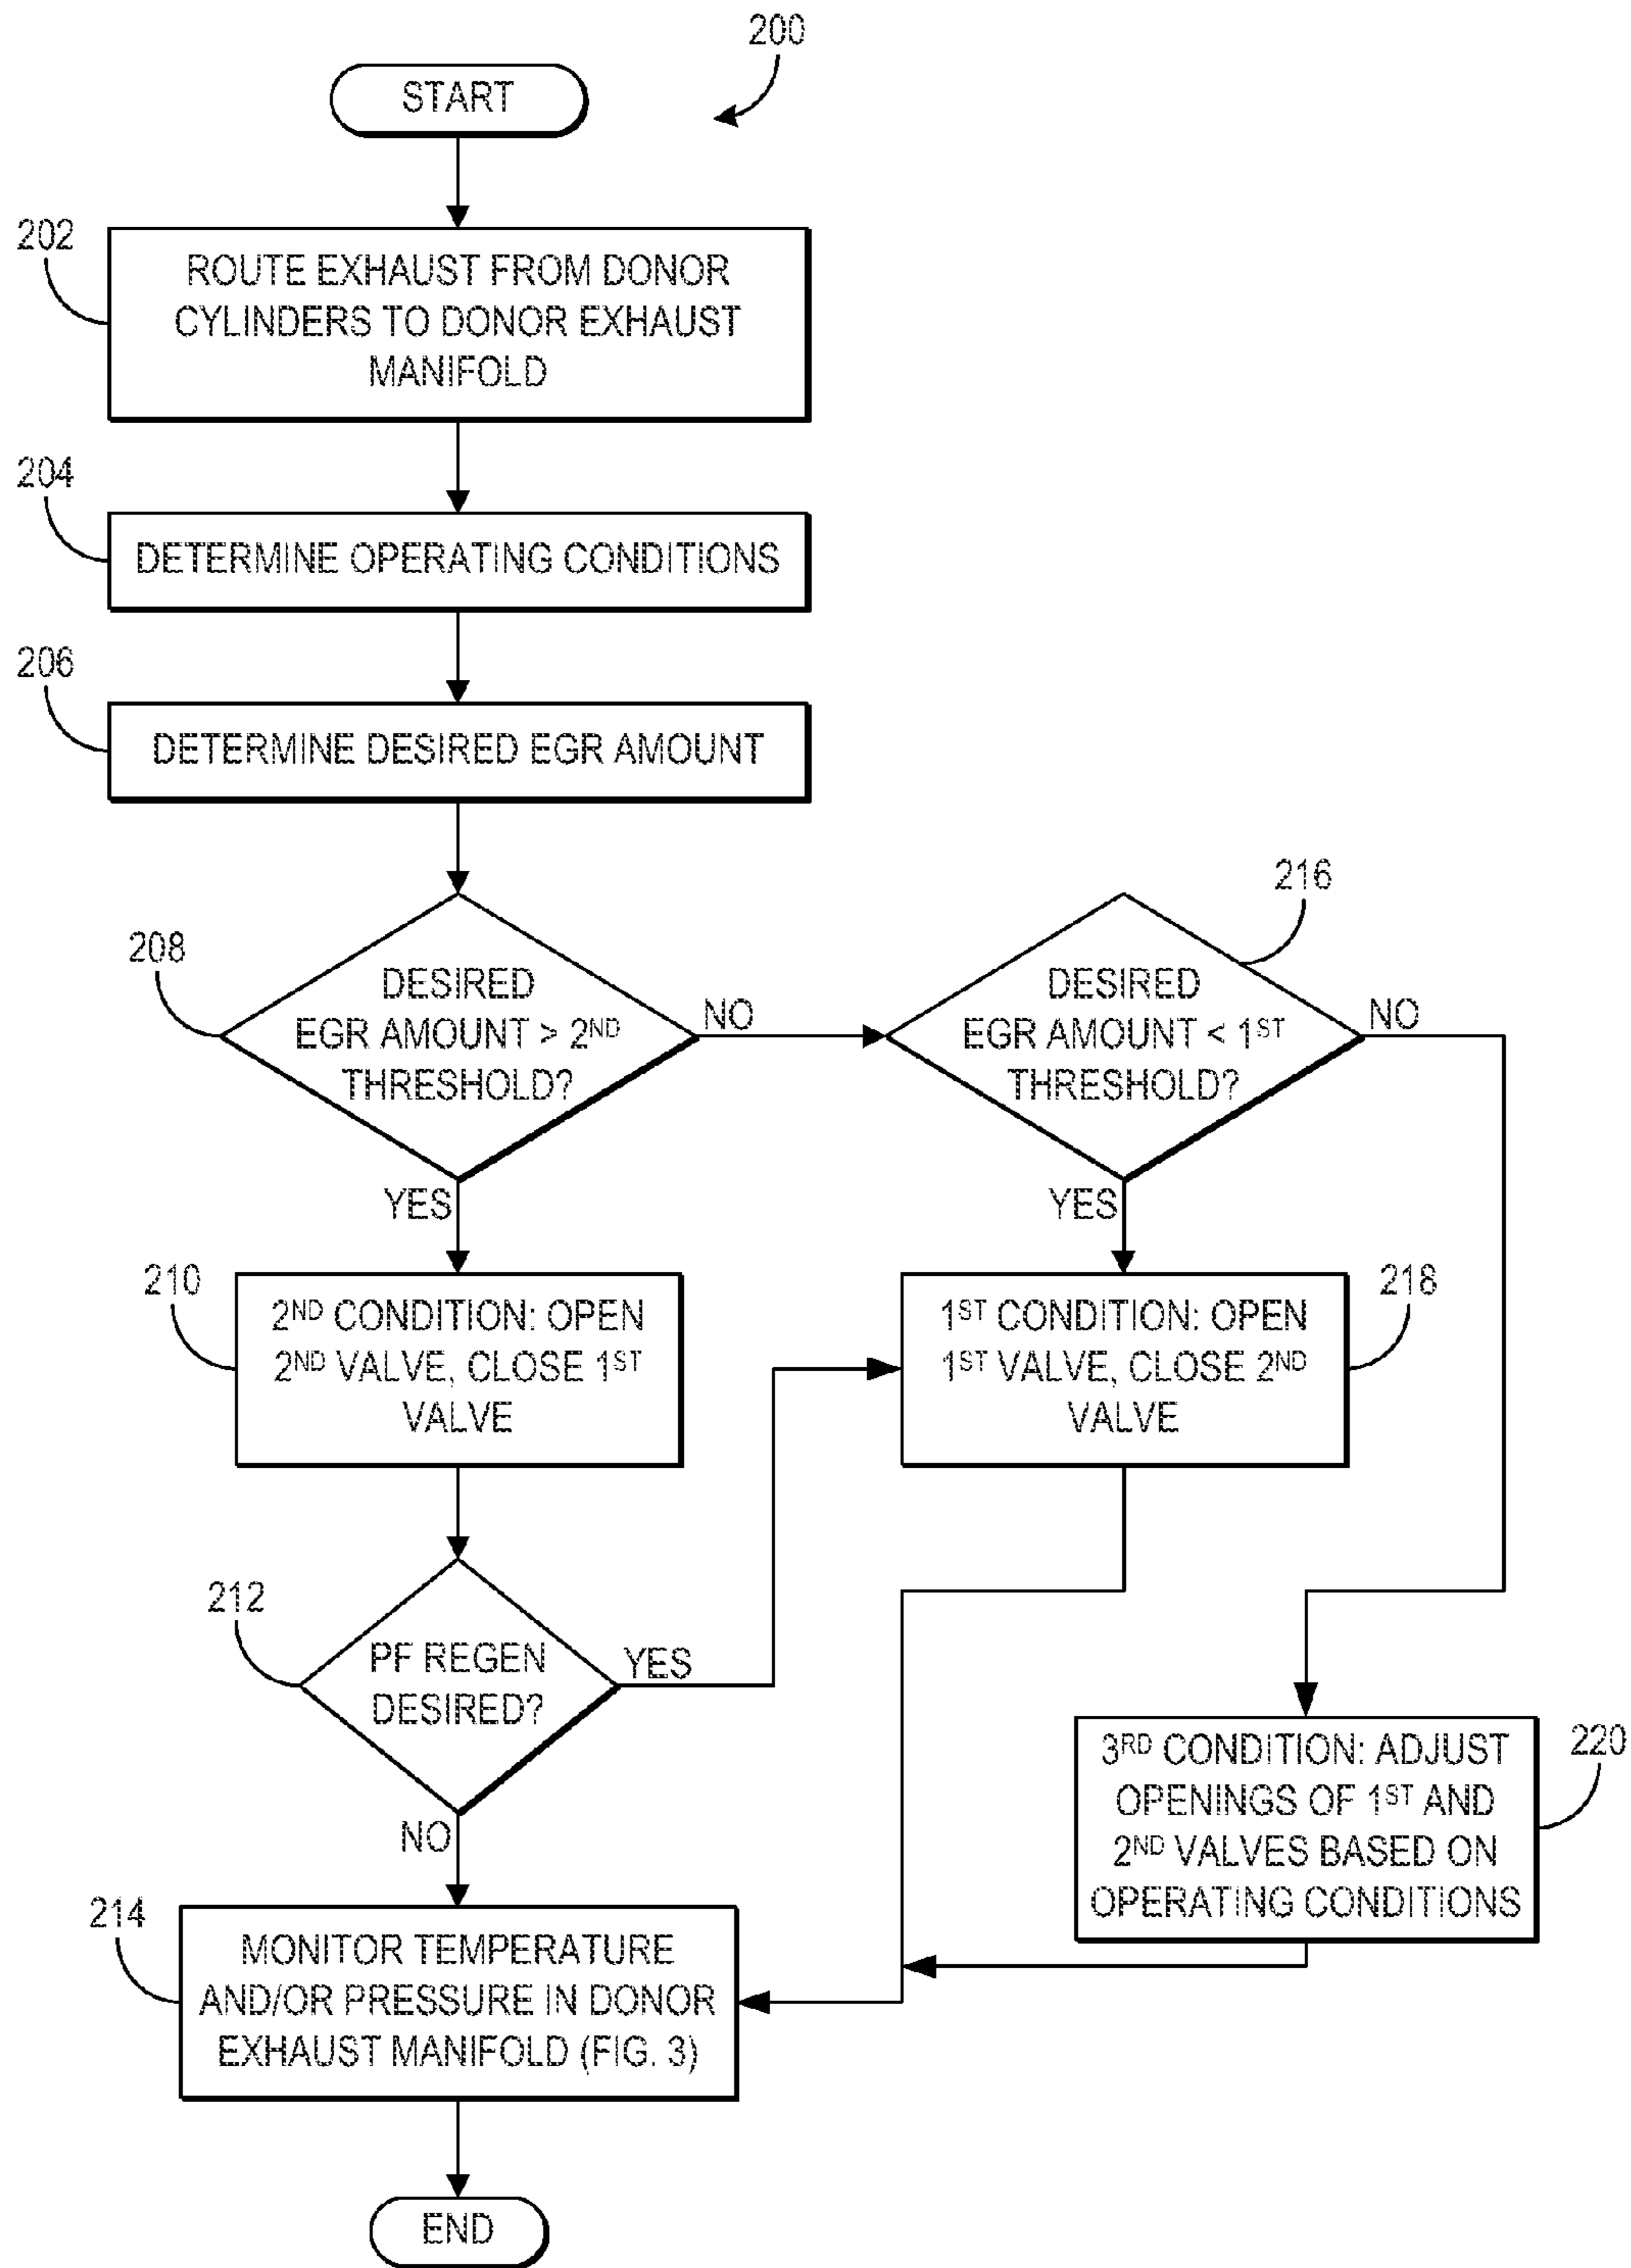 200
START
202
ROUTE EXHAUST FROM DONOR
CYLINDERS TO DONOR EXHAUST
MANIFOLD
204
DETERMINE OPERATING CONDITIONS
206
DETERMINE DESIRED EGR AMOUNT
208
DESIRED
EGR AMOUNT > 2ND
THRESHOLD?
NO
YES
216
DESIRED
EGR AMOUNT < 1ST
THRESHOLD?
NO
YES
210
2ND CONDITION: OPEN
2ND VALVE, CLOSE 1ST
VALVE
218
1ST CONDITION: OPEN
1ST VALVE, CLOSE 2ND
VALVE
212
PF REGEN
DESIRED?
YES
NO
220
3RD CONDITION: ADJUST
OPENINGS OF 1ST AND
2ND VALVES BASED ON
OPERATING CONDITIONS
214
MONITOR TEMPERATURE
AND/OR PRESSURE IN DONOR
EXHAUST MANIFOLD (FIG. 3)
END